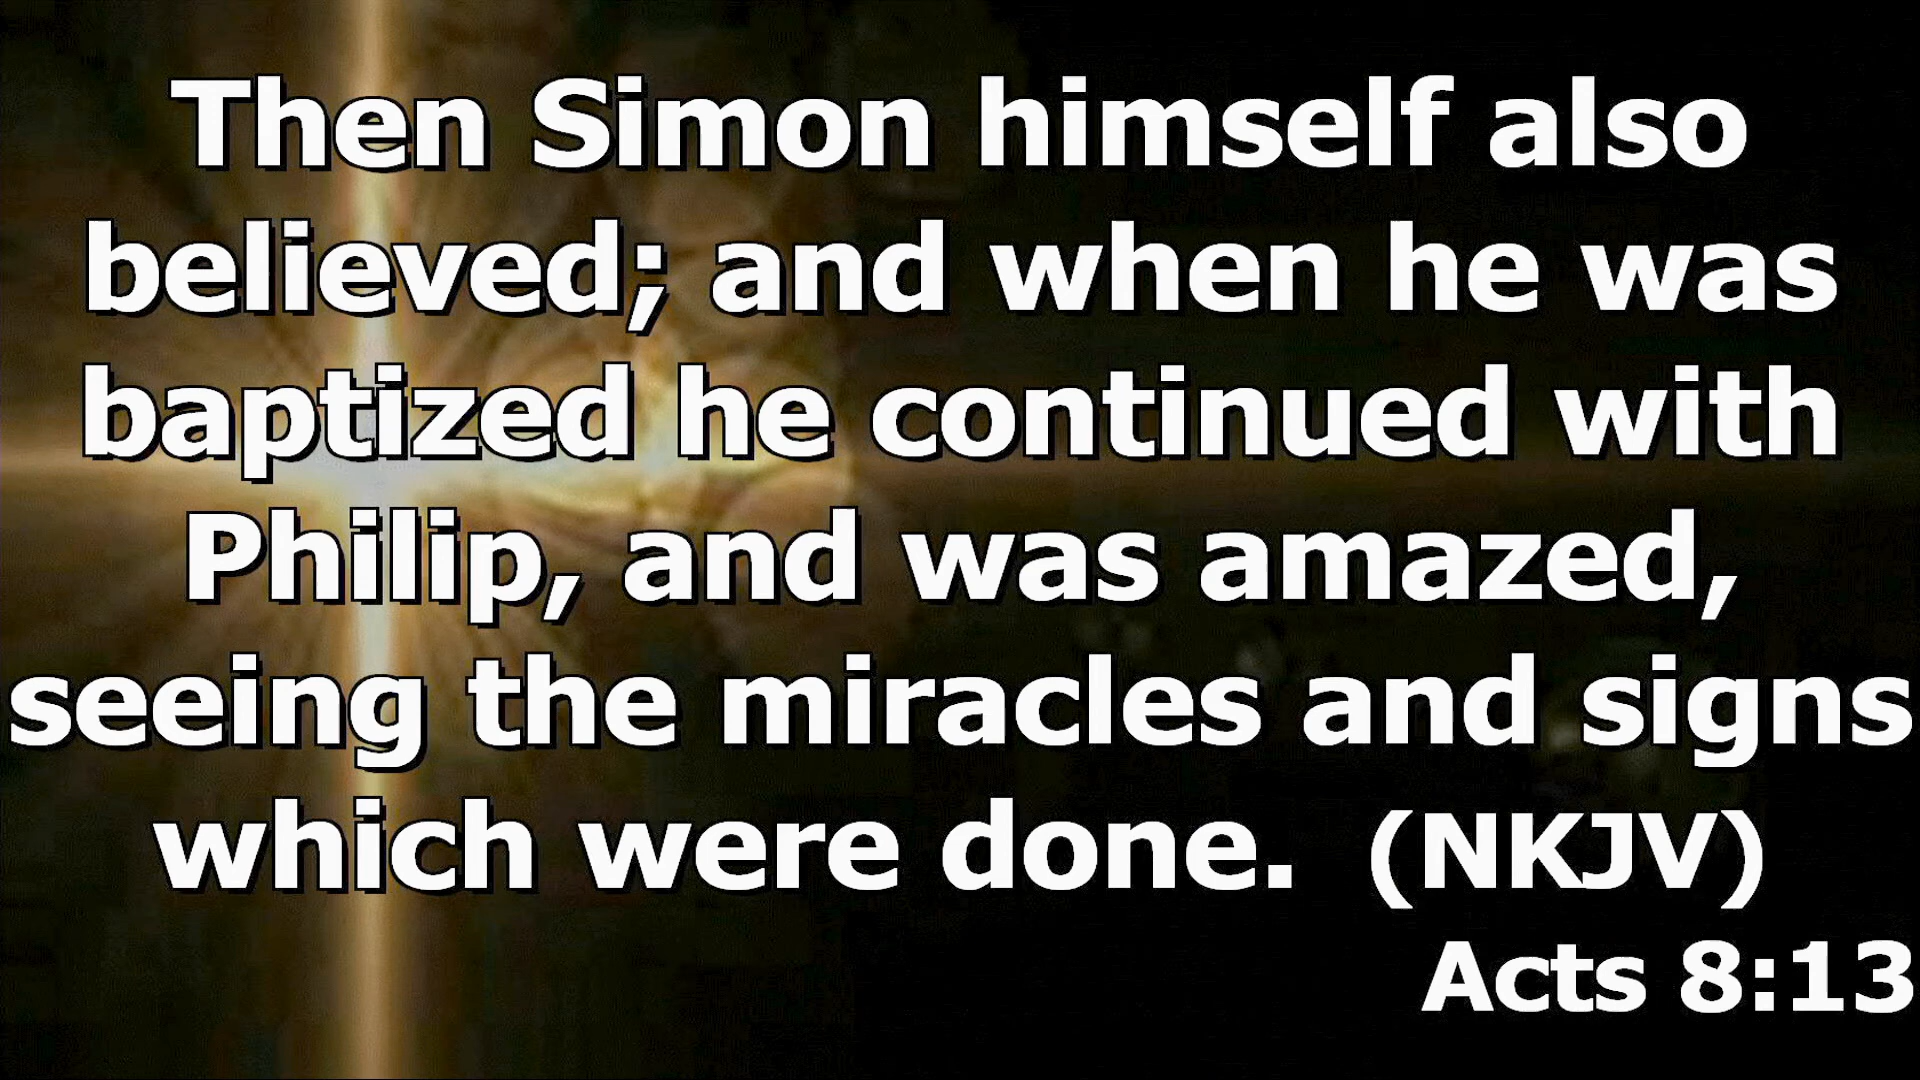 Then Simon himself also
believed; and when he was
baptized he continued with
Philip, and was amazed,
seeing the miracles and signs
which were done.  (NKJV)
Acts 8:13